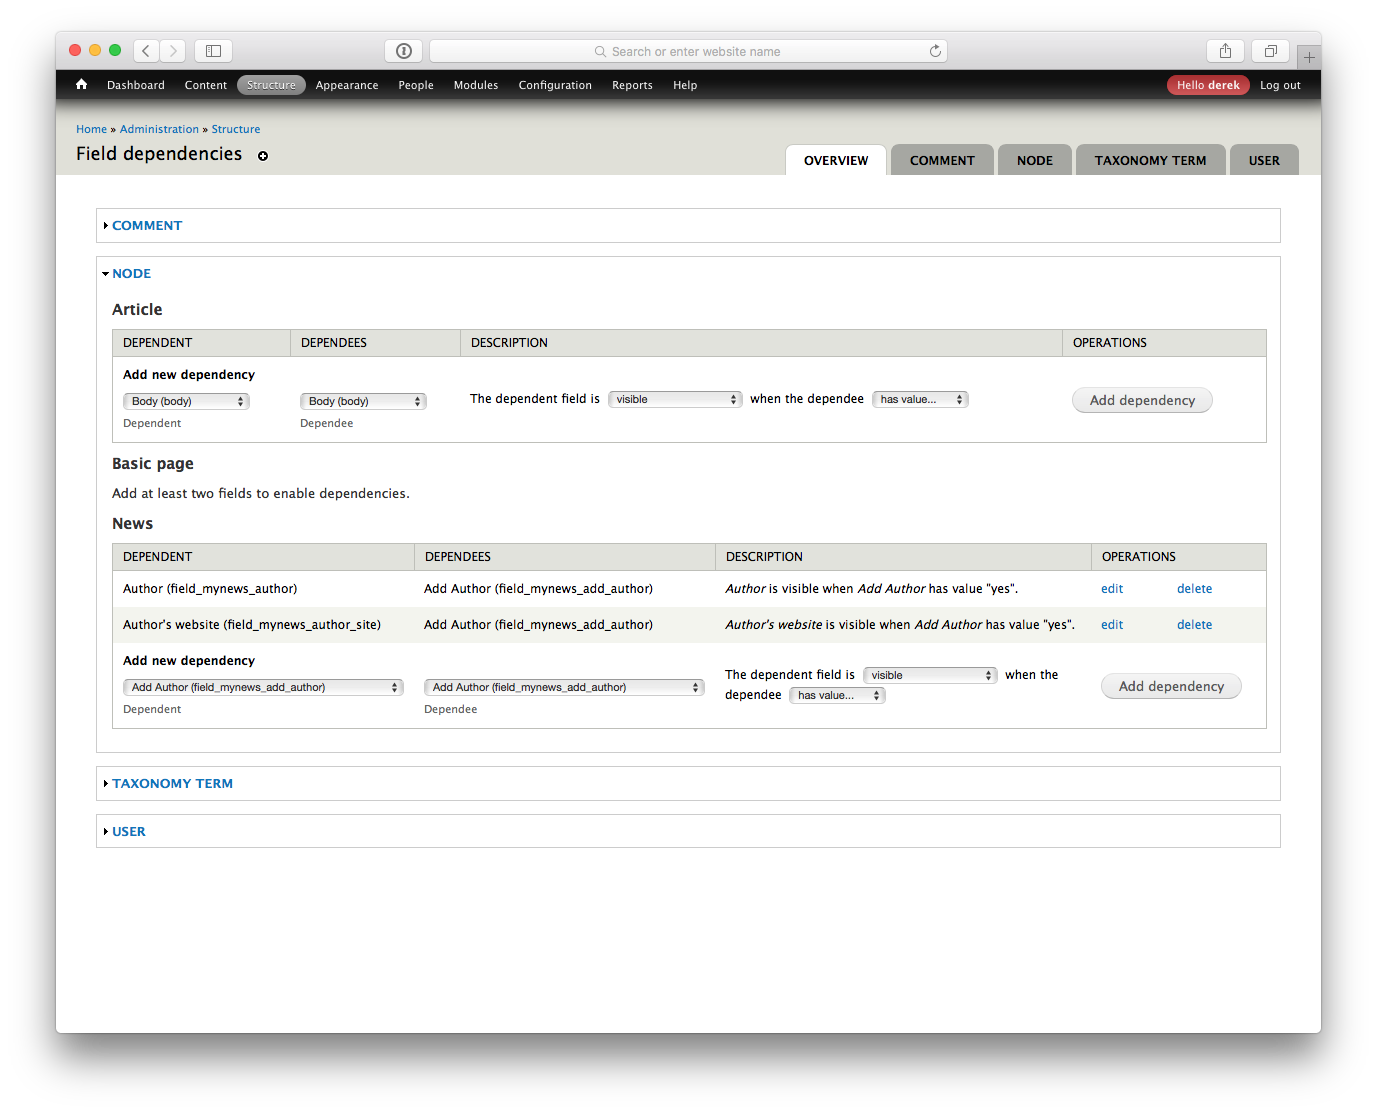 Search or enter website name
Dashboard Content Structure Appearance People Modules Configuration Reports Help Hello derek Log out
Home » Administration » Structure
Field dependencies
OVERVIEW COMMENT NODE TAXONOMY TERM USER
COMMENT
NODE
Article
DEPENDENT DEPENDEES DESCRIPTION OPERATIONS
Add new dependency
Body (body) Body (body) The dependent field is visible when the dependee has value... Add dependency
Dependent Dependee
Basic page
Add at least two fields to enable dependencies.
News
DEPENDENT DEPENDEES DESCRIPTION OPERATIONS
Author (field_mynews_author) Add Author (field_mynews_add_author) Author is visible when Add Author has value "yes". edit delete
Author's website (field_mynews_author_site) Add Author (field_mynews_add_author) Author's website is visible when Add Author has value "yes". edit delete
Add new dependency
The dependent field is visible when the
Add Author (field_mynews_add_author) Add Author (field_mynews_add_author) dependee has value... Add dependency
Dependent Dependee
TAXONOMY TERM
USER